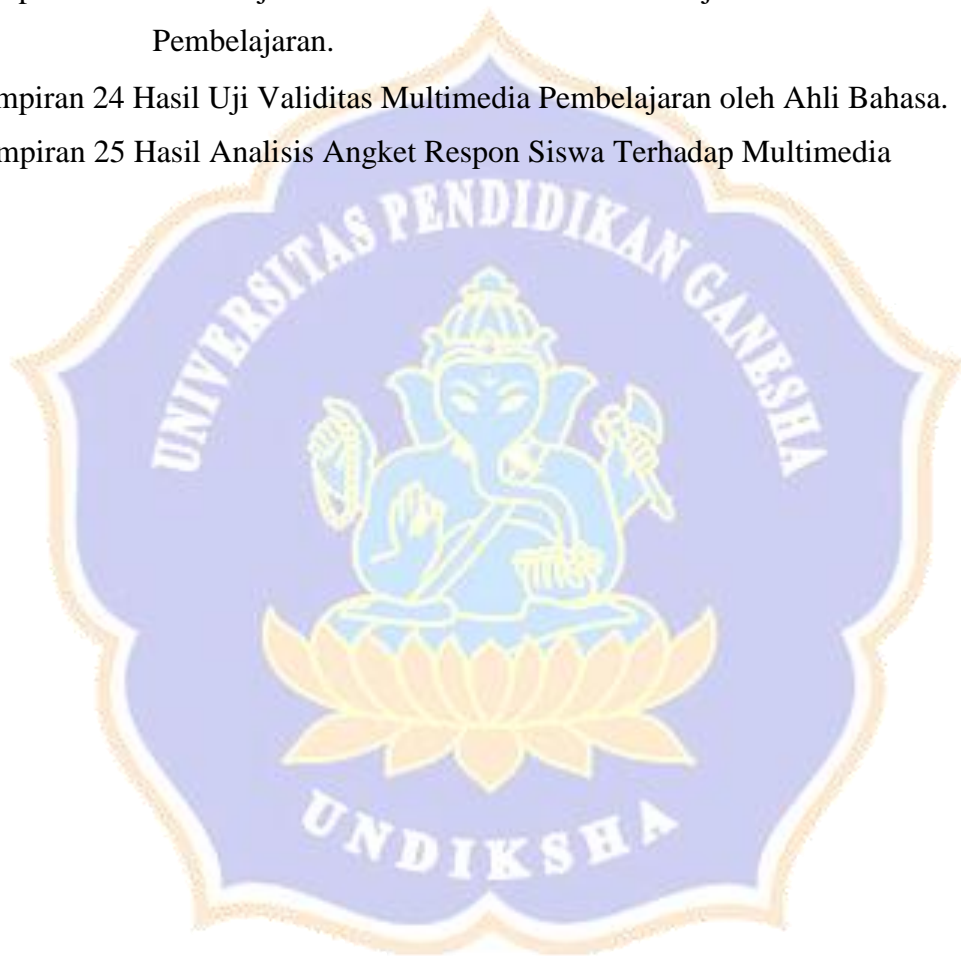 Pembelajaran.
mpiran 24 Hasil Uji Validitas Multimedia Pembelajaran oleh Ahli Bahasa.
mpiran 25 Hasil Analisis Angket Respon Siswa Terhadap Multimedia
UNIVERSITAS PENDIDIKAN GANESHA
UNDIKSHA